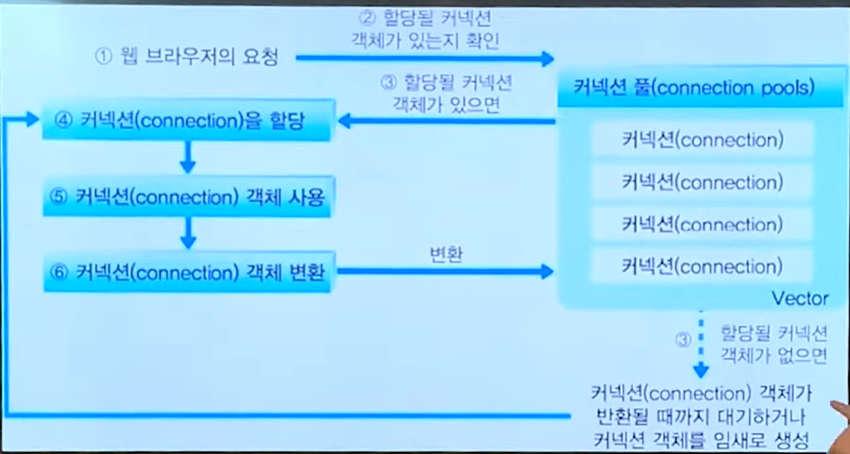 ① 웹 브라우저의 요청
② 할당될 커넥션
객체가 있는지 확인
③ 할당될 커넥션
객체가 있으면
커넥션 풀(connection pools)
커넥션(connection)
커넥션(connection)
커넥션(connection)
커넥션(connection)
Vector
④ 커넥션(connection)을 할당
⑤ 커넥션(connection) 객체 사용
⑥ 커넥션(connection) 객체 변환
변환
③ 할당될 커넥션
객체가 없으면
커넥션(connection) 객체가
반환될 때까지 대기하거나
커넥션 객체를 임새로 생성